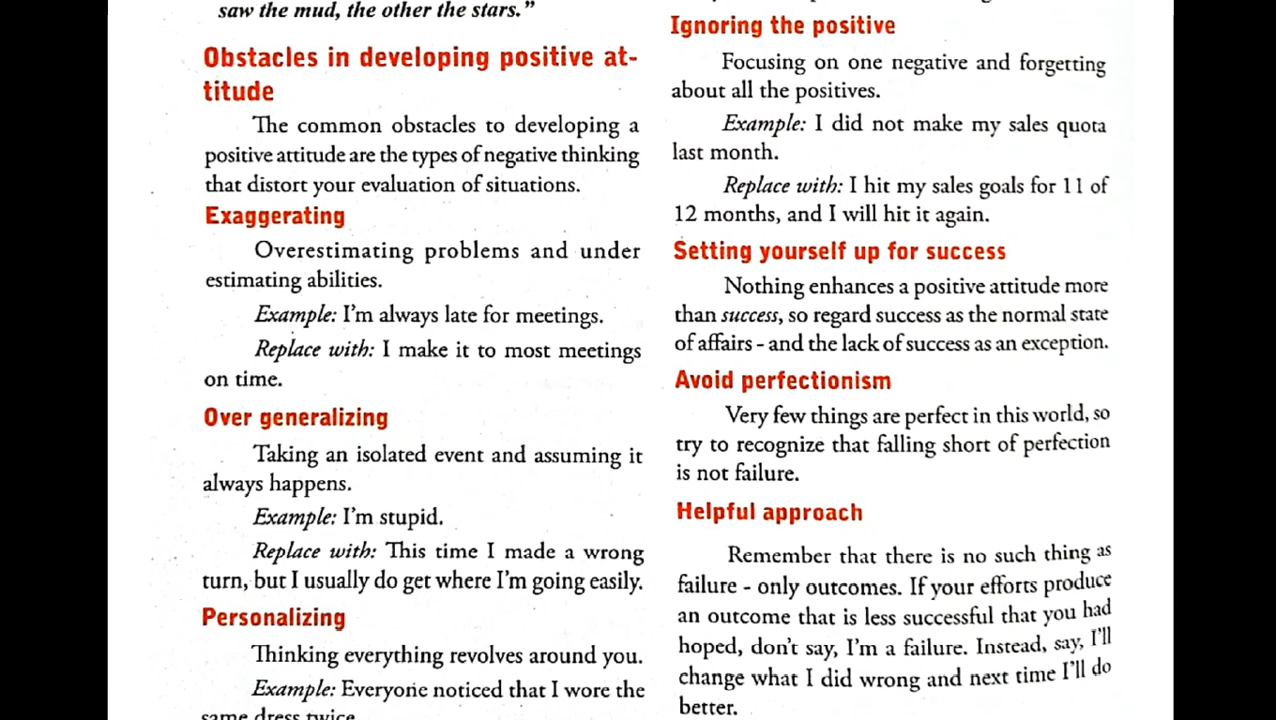 saw the mud, the other the stars."
Obstacles in developing positive at-
titude
The common obstacles to developing a
positive attitude are the types of negative thinking
that distort your evaluation of situations.
Exaggerating
Overestimating problems and under
estimating abilities.
Example: I'm always late for meetings.
Replace with: I make it to most meetings
on time.
Over generalizing
Taking an isolated event and assuming it
always happens.
Example: I'm stupid.
Replace with: This time I made a wrong
turn, but I usually do get where I'm going easily.
Personalizing
Thinking everything revolves around you.
Example: Everyone noticed that I wore the
same dress twice
Ignoring the positive
Focusing on one negative and forgetting
about all the positives.
Example: I did not make my sales quota
last month.
Replace with: I hit my sales goals for 11 of
12 months, and I will hit it again.
Setting yourself up for success
Nothing enhances a positive attitude more
than success, so regard success as the normal state
of affairs - and the lack of success as an exception.
Avoid perfectionism
Very few things are perfect in this world, so
try to recognize that falling short of perfection
is not failure.
Helpful approach
Remember that there is no such thing as
failure - only outcomes. If your efforts produce
an outcome that is less successful that you had
hoped, don't say, I'm a failure. Instead, say, I'll
change what I did wrong and next time I'll do
better.